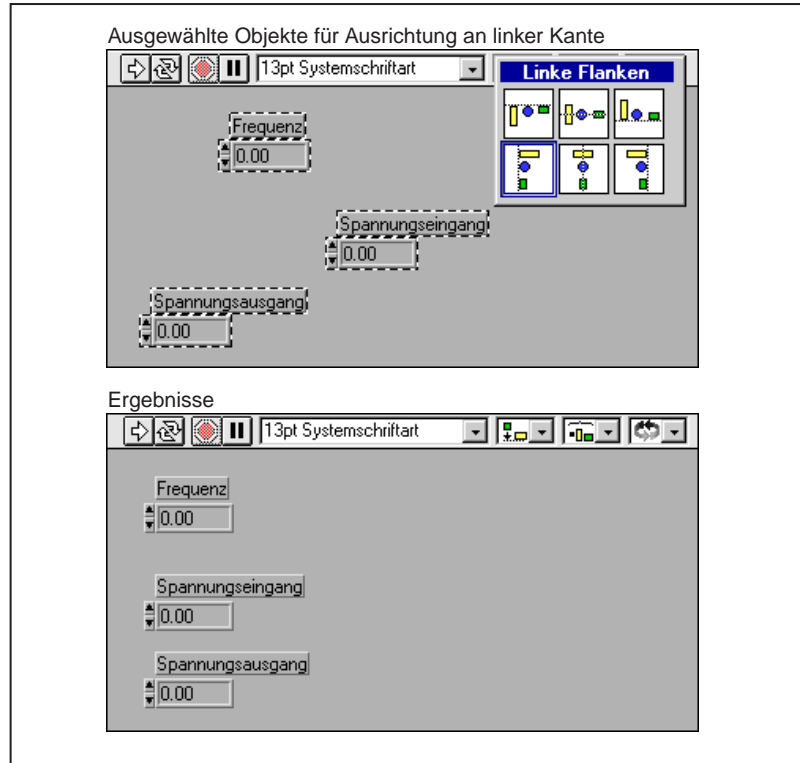 Ausgewählte Objekte für Ausrichtung an linker Kante
13pt Systemschriftart
Linke Flanken
Frequenz
0.00
Spannungseingang
0.00
Spannungsausgang
0.00
Ergebnisse
13pt Systemschriftart
Frequenz
0.00
Spannungseingang
0.00
Spannungsausgang
0.00